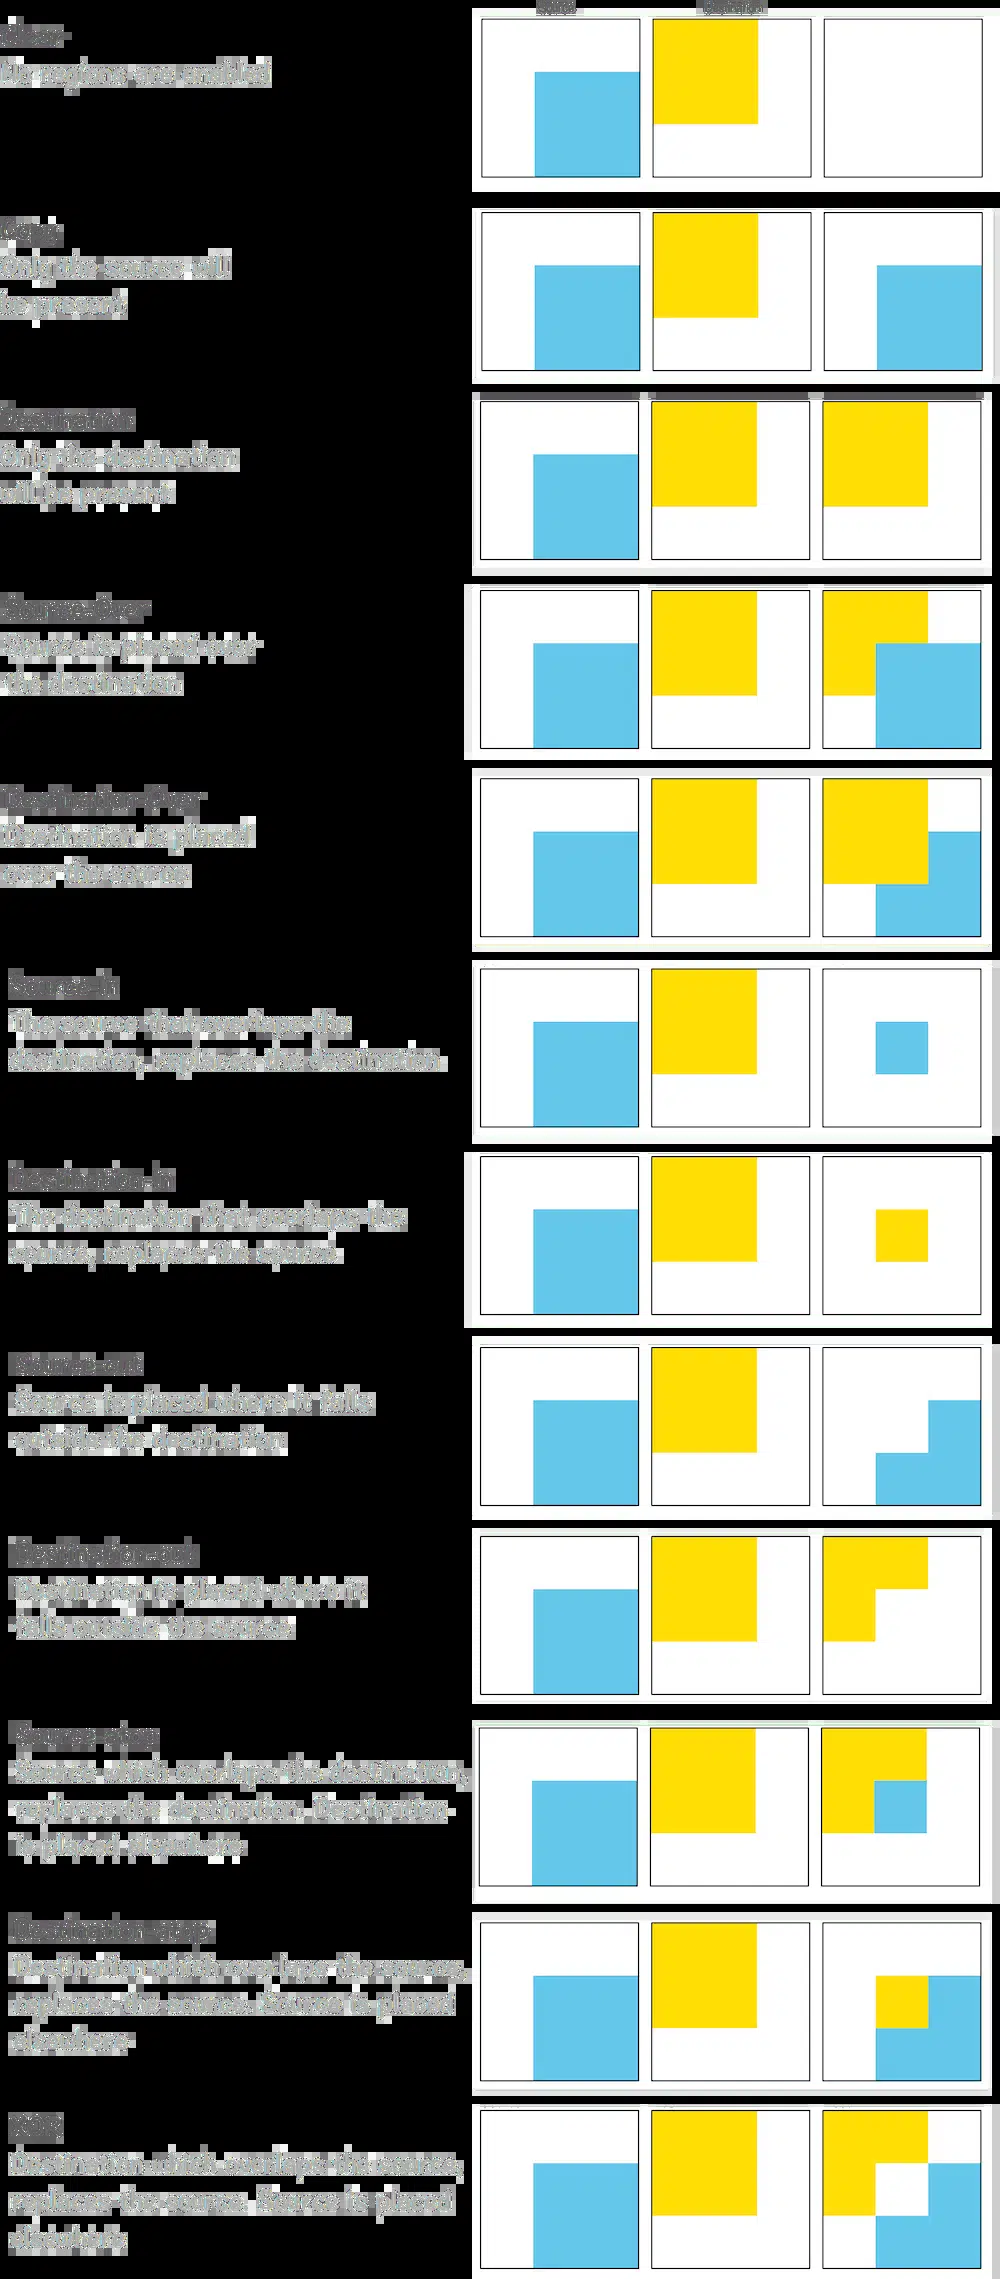 Clear
No regions are enabled
Copy
Only the source will
be present
Destination
Only the destination
will be present
Source Over
Source is placed over
the destination
Destination Over
Destination is placed
over the source
Source In
The source that overlaps the
destination, replaces the destination
Destination In
The destination that overlaps the
source, replaces the source
Source out
Source is placed where it falls
outside the destination
Destination out
Destination is placed where it
falls outside the source
Source atop
Source which overlaps the destination,
replaces the destination. Destination
is placed elsewhere
Destination atop
Destination which overlaps the source,
replaces the source. Source is placed
elsewhere
XOR
Destination which overlaps the source,
replaces the source. Source is placed
elsewhere